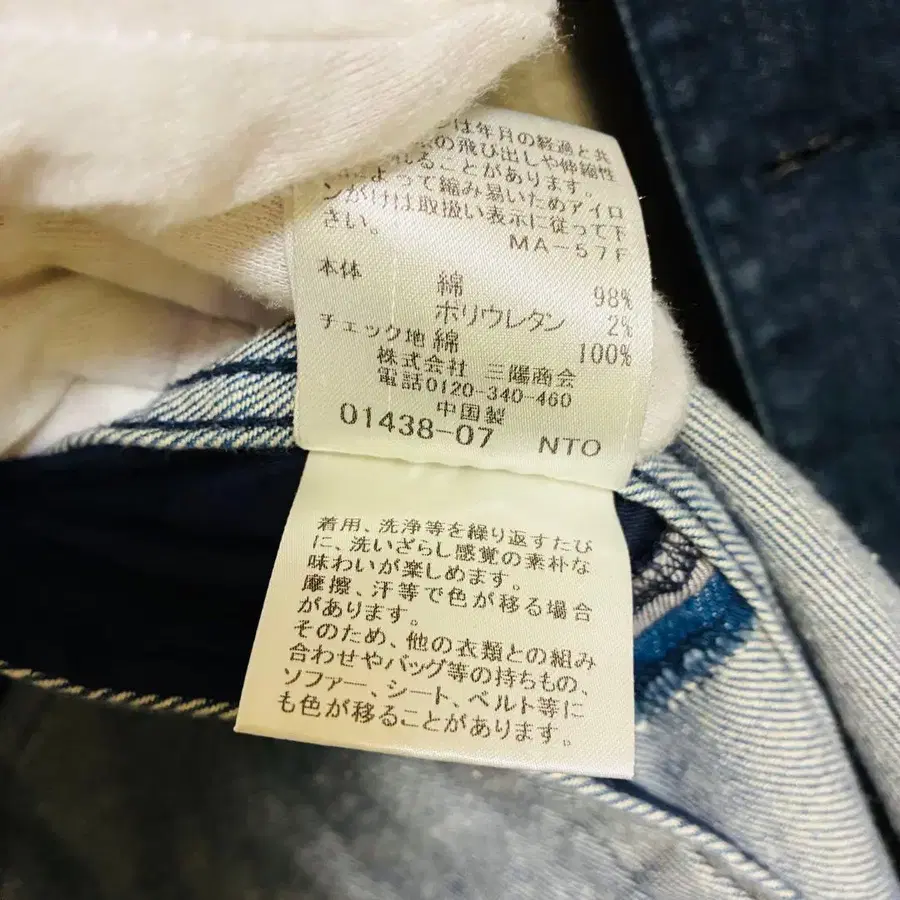 ンは年月の経過と共
の飛び出しや伸縮性
れることがあります。
よって縮み易いためアイロ
ンがけは取扱い表示に従って下
さい。
MA-57F
本体 綿 98%
ポリウレタン 2%
チェック地 綿 100%
株式会社 三陽商会
電話0120-340-460
中国製
01438-07 NTO
着用、洗浄等を繰り返すたび
に、洗いざらし感覚の素朴な
味わいが楽しめます。
摩擦、汗等で色が移る場合
があります。
そのため、他の衣類との組み
合わせやバッグ等の持ちもの、
ソファー、シート、ベルト等に
も色が移ることがあります。